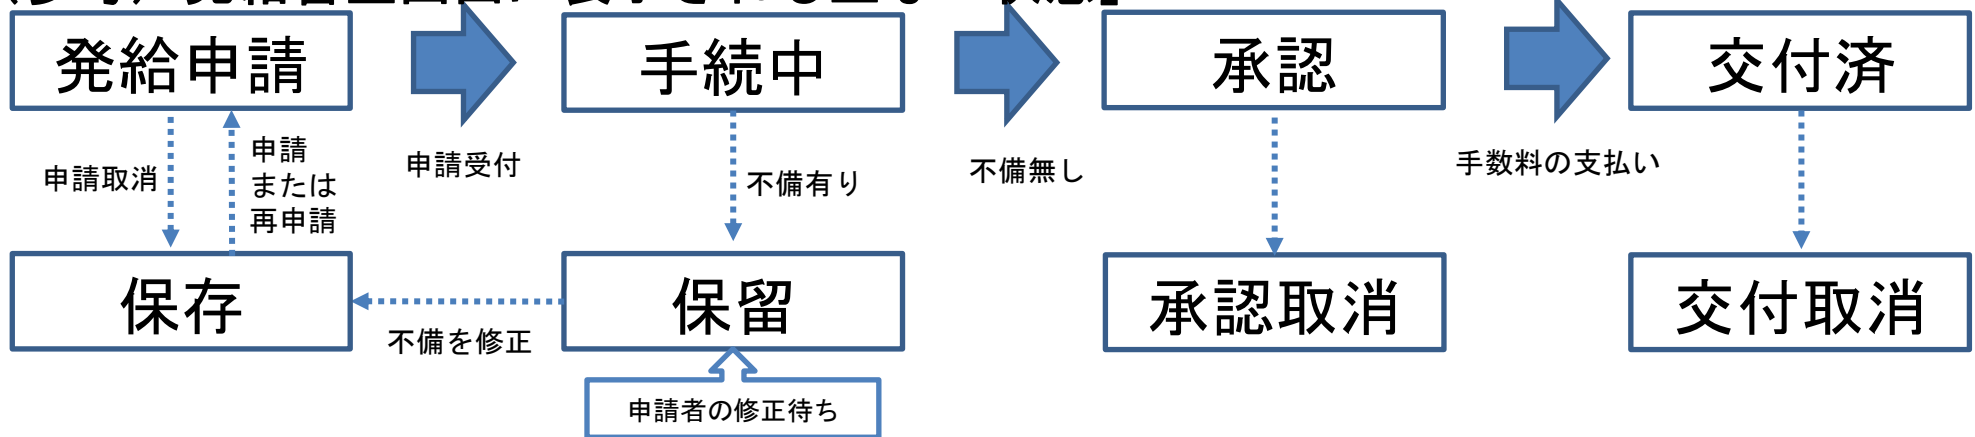 発給申請
手続中
承認
交付済
申請取消
申請
または
再申請
申請受付
不備有り
不備無し
手数料の支払い
保存
不備を修正
保留
承認取消
交付取消
申請者の修正待ち